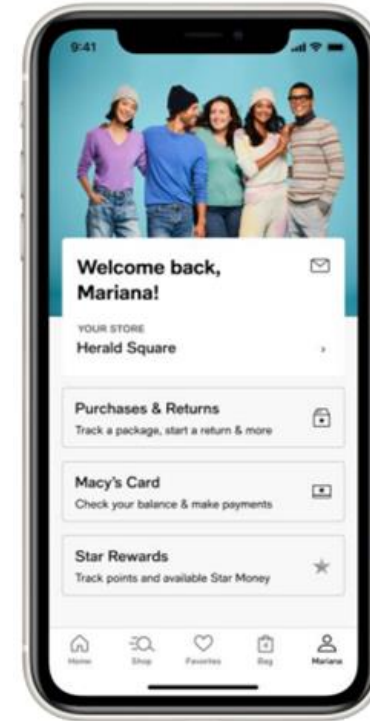 9:41
Welcome back,
Mariana!
YOUR STORE
Herald Square
Purchases & Returns
Track a package, start a return & more
Macy's Card
Check your balance & make payments
Star Rewards
Track points and available Star Money
Home Shop Favorites Bag Mariana